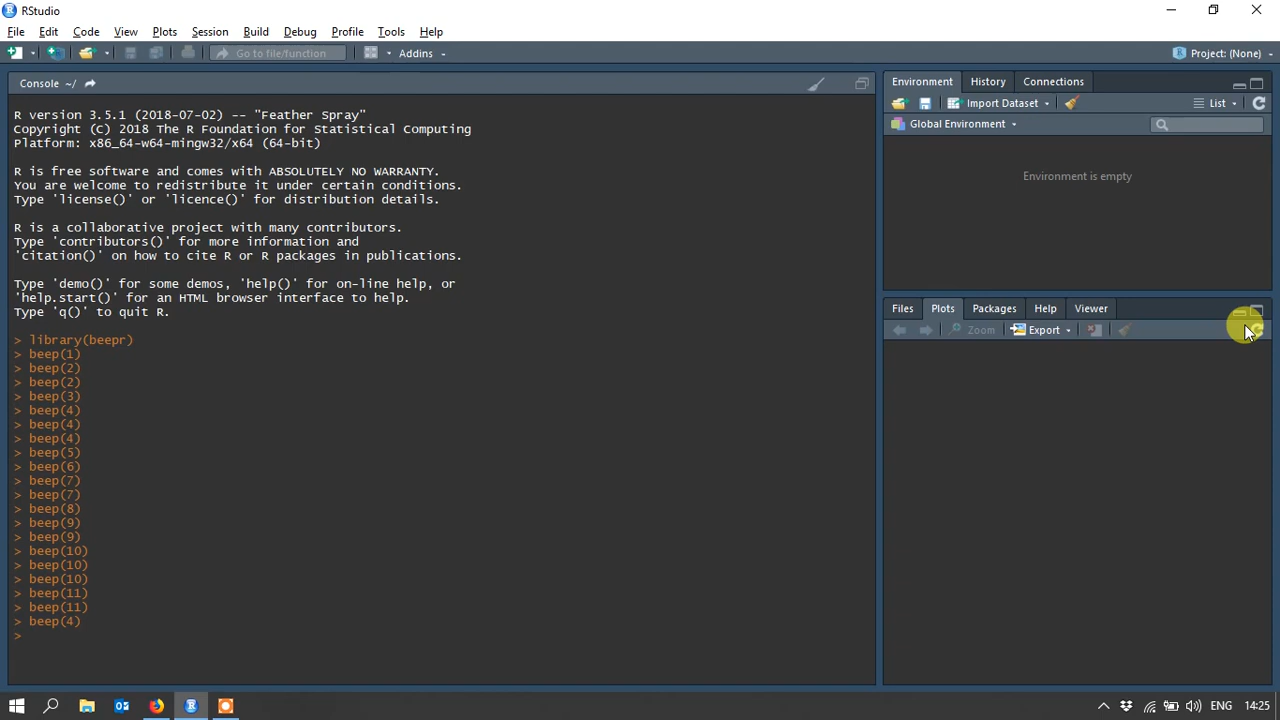 RStudio
File Edit Code View Plots Session Build Debug Profile Tools Help
Go to file/function Addins Project: (None)
Console ~/
R version 3.5.1 (2018-07-02) -- "Feather Spray"
Copyright (C) 2018 The R Foundation for Statistical Computing
Platform: x86_64-w64-mingw32/x64 (64-bit)
R is free software and comes with ABSOLUTELY NO WARRANTY.
You are welcome to redistribute it under certain conditions.
Type 'license()' or 'licence()' for distribution details.
R is a collaborative project with many contributors.
Type 'contributors()' for more information and
'citation()' on how to cite R or R packages in publications.
Type 'demo()' for some demos, 'help()' for on-line help, or
'help.start()' for an HTML browser interface to help.
Type 'q()' to quit R.
> library(beepr)
> beep(1)
> beep(2)
> beep(2)
> beep(3)
> beep(4)
> beep(4)
> beep(4)
> beep(5)
> beep(6)
> beep(7)
> beep(7)
> beep(8)
> beep(9)
> beep(9)
> beep(10)
> beep(10)
> beep(10)
> beep(11)
> beep(11)
> beep(4)
>
Environment History Connections
Import Dataset List
Global Environment
Environment is empty
Files Plots Packages Help Viewer
Zoom Export
ENG 14:25